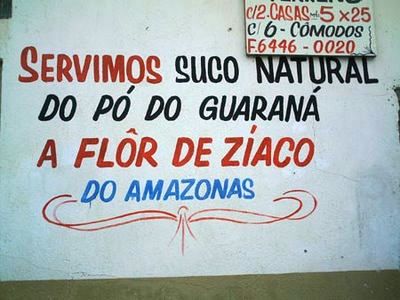 TERRENO
C/2-CASAS 5 X 25
C/6-CÔMODOS
F.6446-0020
SERVIMOS SUCO NATURAL
DO PÓ DO GUARANÁ
A FLÔR DE ZÍACO
DO AMAZONAS